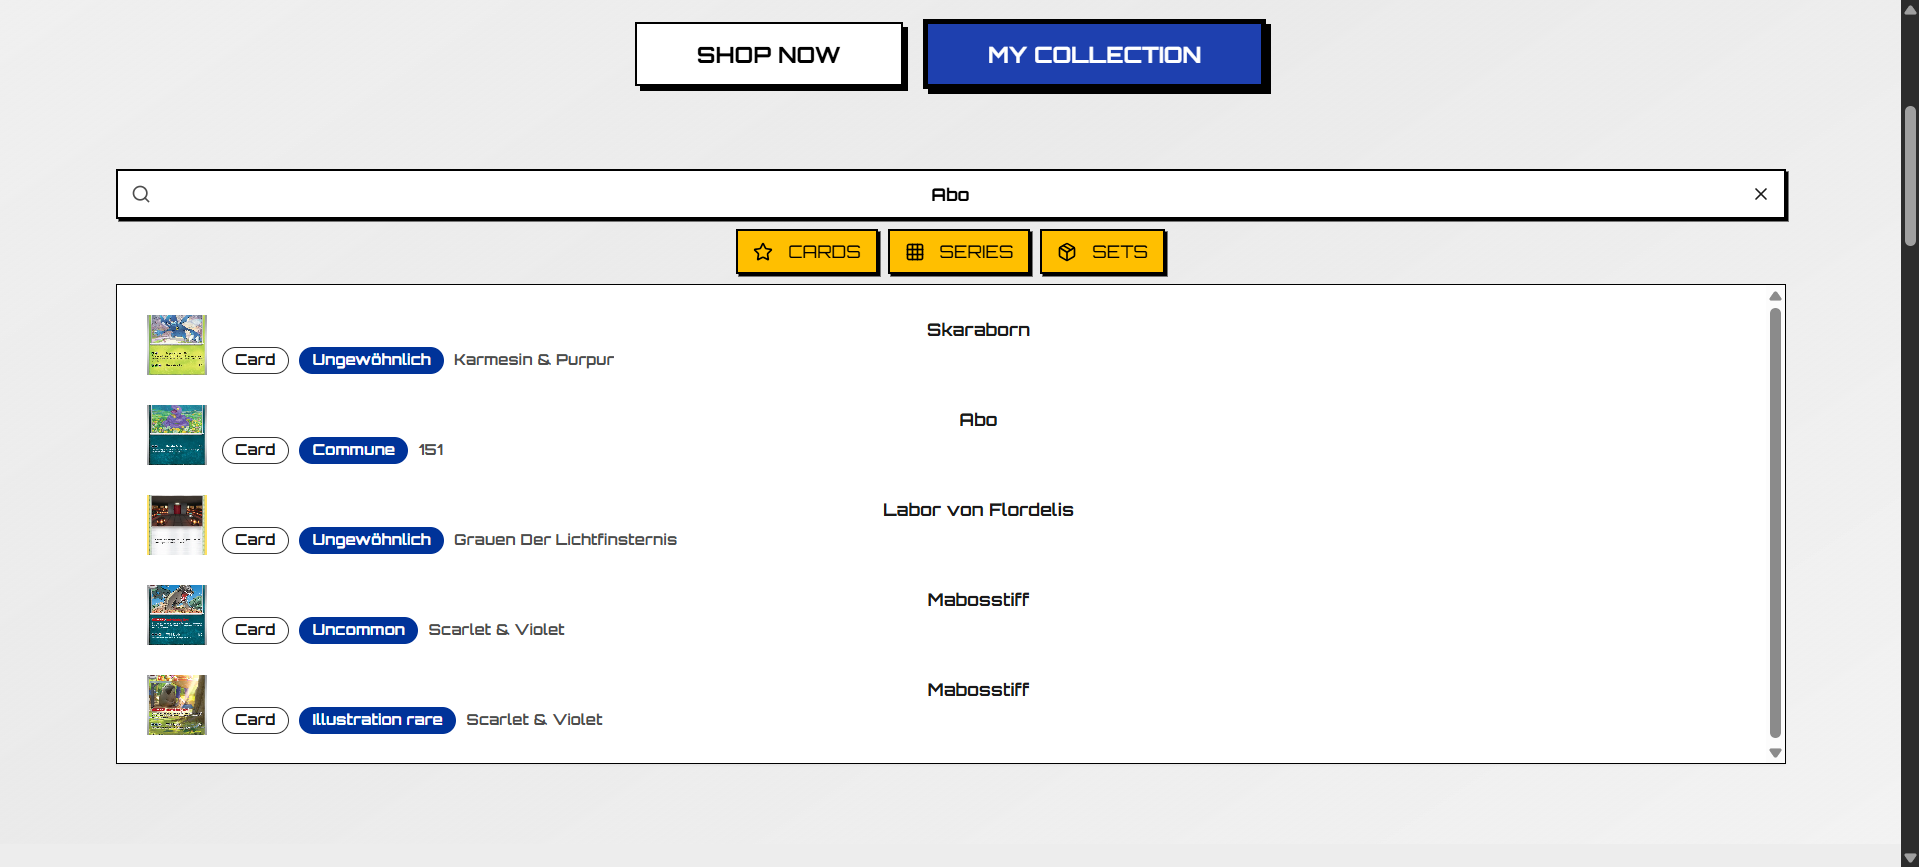 SHOP NOW
MY COLLECTION
Abo
CARDS
SERIES
SETS
Skaraborn
Card Ungewöhnlich Karmesin & Purpur
Abo
Card Commune 151
Labor von Flordelis
Card Ungewöhnlich Grauen Der Lichtfinsternis
Mabosstiff
Card Uncommon Scarlet & Violet
Mabosstiff
Card Illustration rare Scarlet & Violet